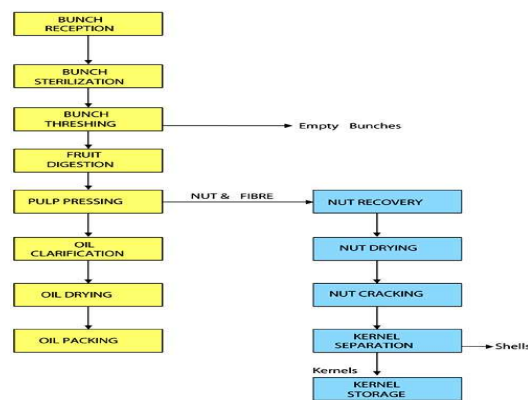 BUNCH
RECEPTION
BUNCH
STERILIZATION
BUNCH
THRESHING
Empty Bunches
FRUIT
DIGESTION
PULP PRESSING
NUT & FIBRE
NUT RECOVERY
OIL
CLARIFICATION
NUT DRYING
OIL DRYING
NUT CRACKING
OIL PACKING
KERNEL
SEPARATION
Shells
Kernels
KERNEL
STORAGE